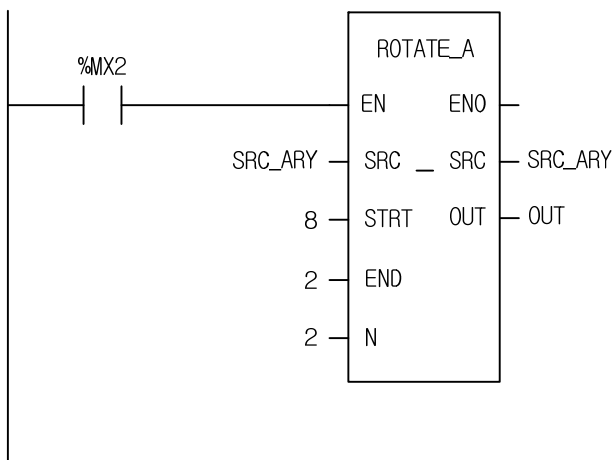 ROTATE_A
%MX2
EN ENO
SRC_ARY SRC _ SRC SRC_ARY
8 STRT OUT OUT
2 END
2 N